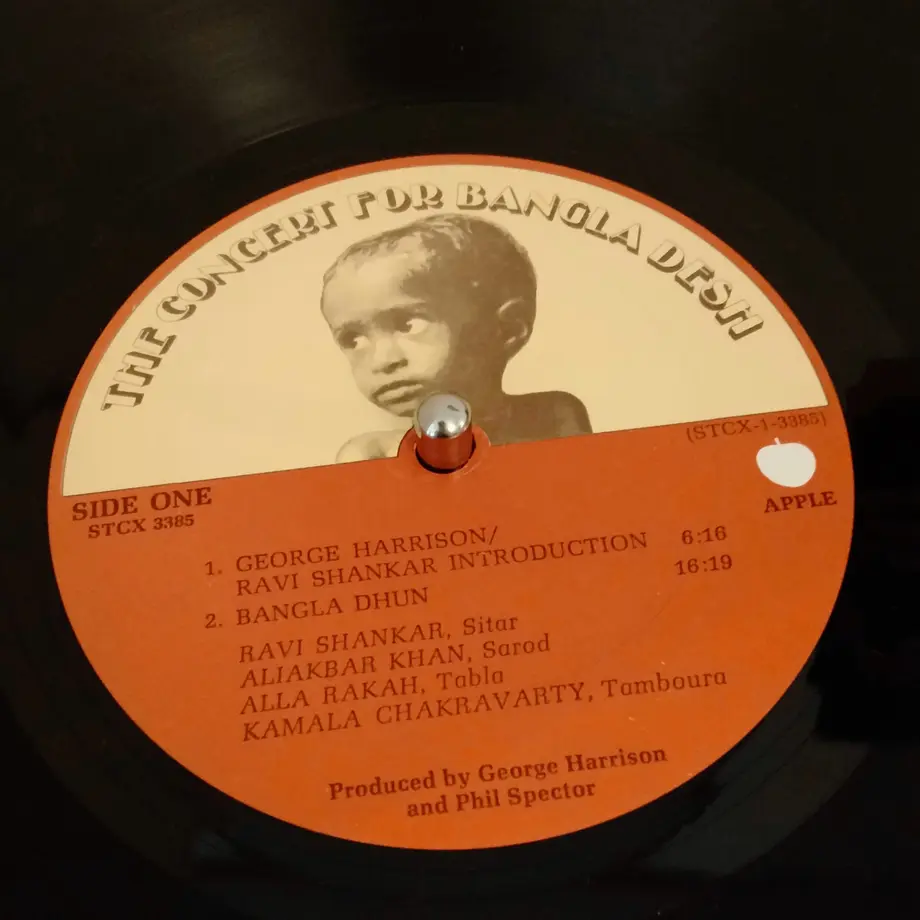 THE CONCERT FOR BANGLA DESH
(STCX-1-3385)
SIDE ONE
STCX 3385
APPLE
1. GEORGE HARRISON/
RAVI SHANKAR INTRODUCTION 6:16
2. BANGLA DHUN 16:19
RAVI SHANKAR, Sitar
ALIAKBAR KHAN, Sarod
ALLA RAKAH, Tabla
KAMALA CHAKRAVARTY, Tamboura
Produced by George Harrison
and Phil Spector